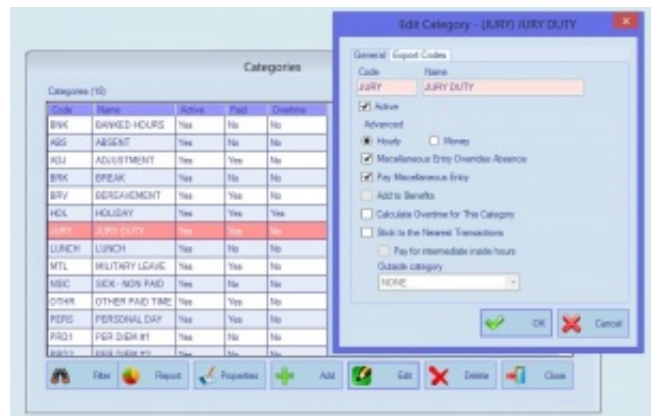 Edit Category - (JURY) JURY DUTY
General Export Codes
Code Name
JURY JURY DUTY
Active
Advanced
Hourly Money
Miscellaneous Entry Overrides Absence
Pay Miscellaneous Entry
Add to Benefits
Calculate Overtime for This Category
Stick to the Nearest Transactions
Pay for intermediate inside hours
Outside category
NONE
OK Cancel
Categories
Categories
Code Name Active Paid Overtime
BNK BANKED HOURS Yes No No
ABS ABSENT Yes No No
ADJ ADJUSTMENT Yes Yes No
BRK BREAK Yes No No
BRV BEREAVEMENT Yes Yes No
HOL HOLIDAY Yes Yes Yes
JURY JURY DUTY Yes Yes No
LUNCH LUNCH Yes No No
MTL MILITARY LEAVE Yes Yes No
SICK - NON PAID Yes No No
OTHR OTHER PAID TIME Yes Yes No
PERS PERSONAL DAY Yes Yes No
PRD1 PER DIEM #1 Yes No No
PER DIEM #2 Yes No No
Filter Report Properties Add Edit Delete Close